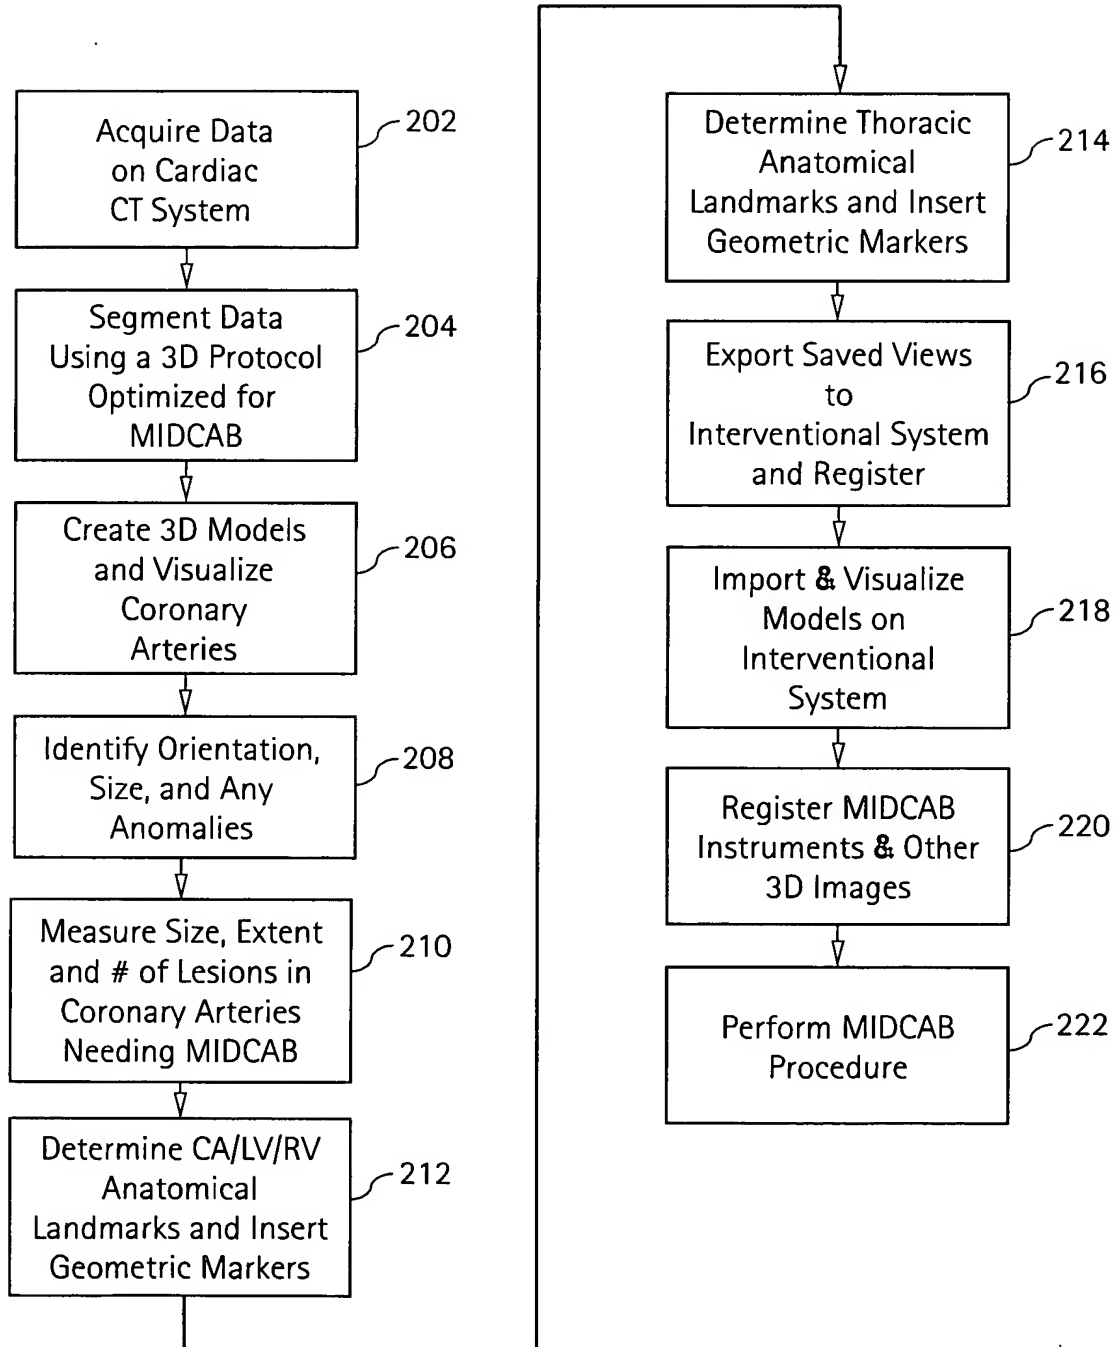 Acquire Data
on Cardiac
CT System
202
Segment Data
Using a 3D Protocol
Optimized for
MIDCAB
204
Create 3D Models
and Visualize
Coronary
Arteries
206
Identify Orientation,
Size, and Any
Anomalies
208
Measure Size, Extent
and # of Lesions in
Coronary Arteries
Needing MIDCAB
210
Determine CA/LV/RV
Anatomical
Landmarks and Insert
Geometric Markers
212
Determine Thoracic
Anatomical
Landmarks and Insert
Geometric Markers
214
Export Saved Views
to
Interventional System
and Register
216
Import & Visualize
Models on
Interventional
System
218
Register MIDCAB
Instruments & Other
3D Images
220
Perform MIDCAB
Procedure
222